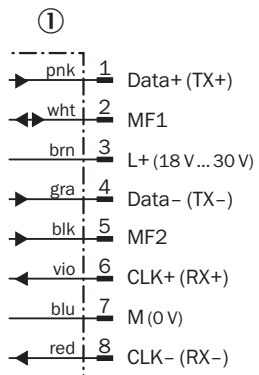 ①
pnk 1 Data+ (TX+)
wht 2 MF1
brn 3 L+ (18 V ... 30 V)
gra 4 Data– (TX–)
blk 5 MF2
vio 6 CLK+ (RX+)
blu 7 M (0 V)
red 8 CLK– (RX–)